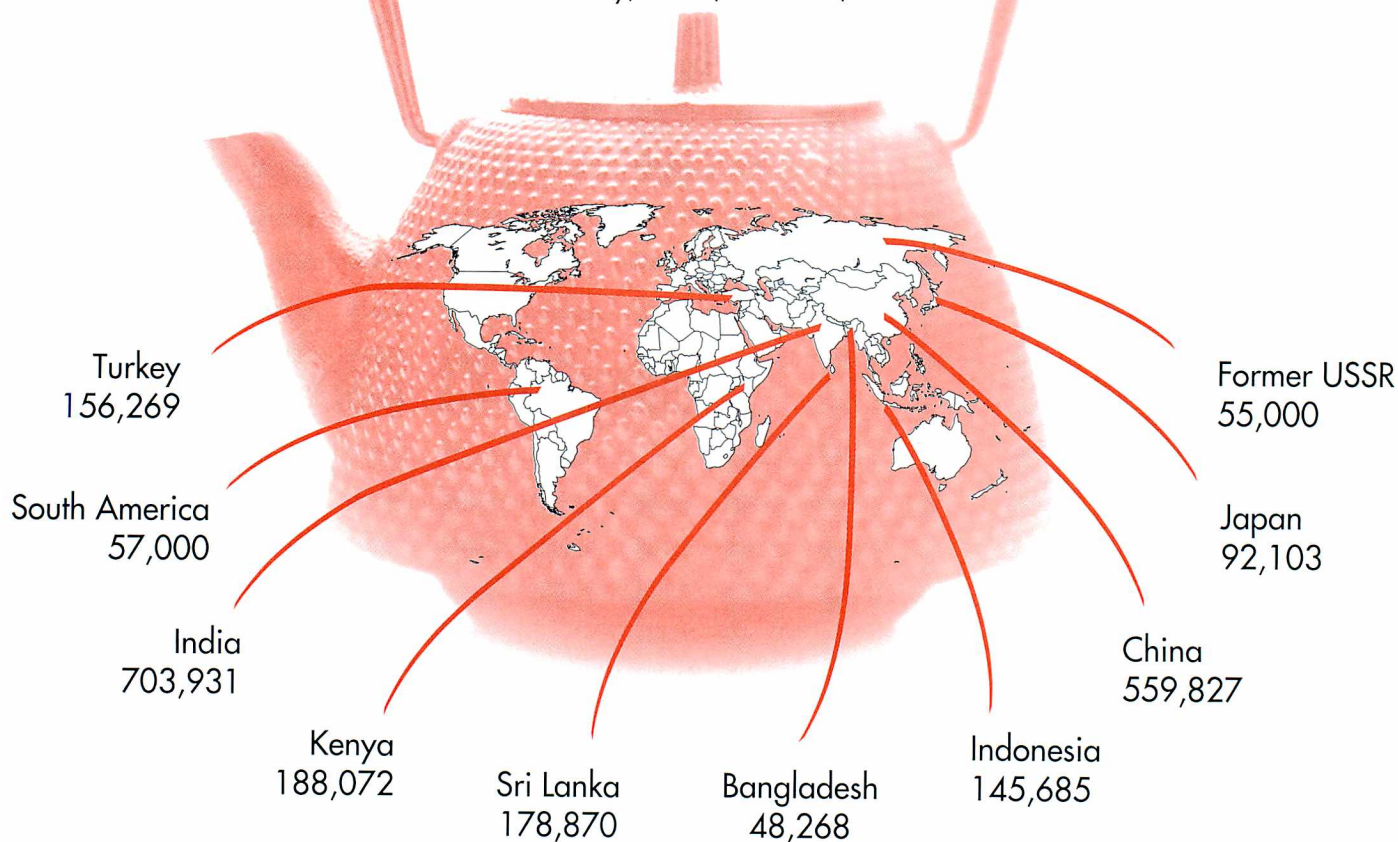 Turkey
156,269
South America
57,000
India
703,931
Kenya
188,072
Sri Lanka
178,870
Bangladesh
48,268
Indonesia
145,685
China
559,827
Japan
92,103
Former USSR
55,000